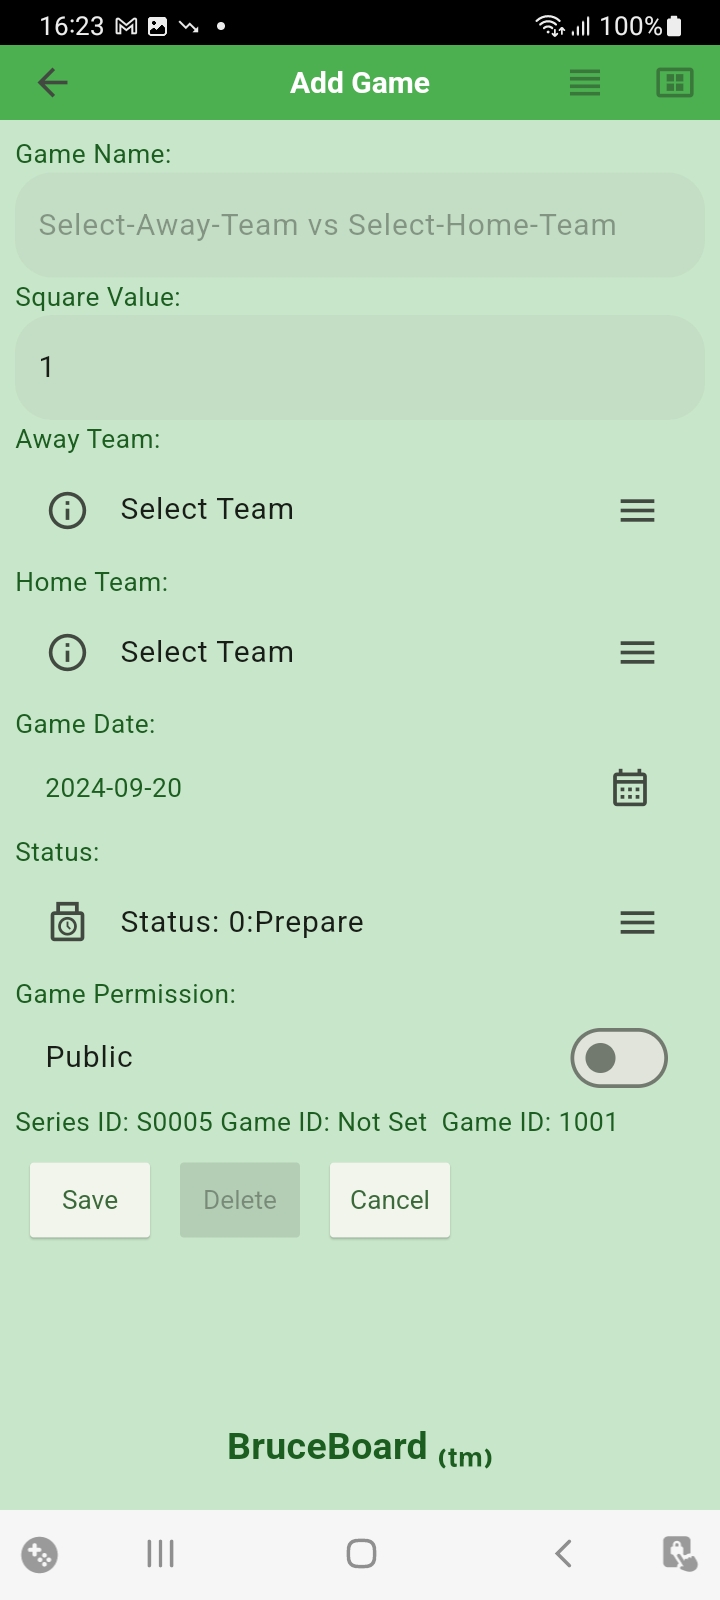 16:23 100%
Add Game
Game Name:
Select-Away-Team vs Select-Home-Team
Square Value:
1
Away Team:
Select Team
Home Team:
Select Team
Game Date:
2024-09-20
Status:
Status: 0:Prepare
Game Permission:
Public
Series ID: S0005 Game ID: Not Set  Game ID: 1001
Save Delete Cancel
BruceBoard (tm)